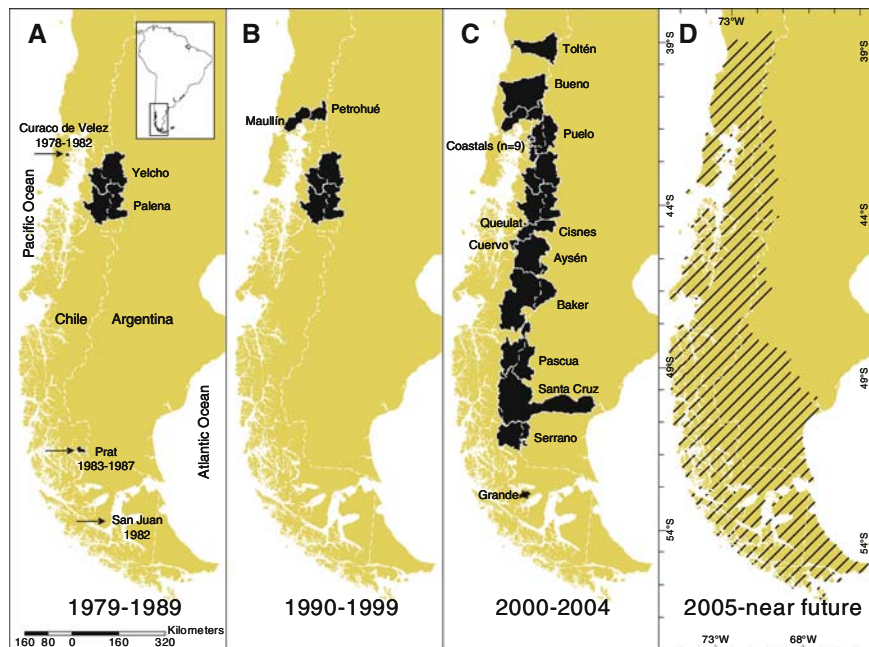 A
Curaco de Velez
1978-1982
Yelcho
Palena
Pacific Ocean
Chile
Argentina
Atlantic Ocean
Prat
1983-1987
San Juan
1982
1979-1989
160 80 0 160 320
Kilometers
B
Maullín
Petrohué
1990-1999
C
Toltén
Bueno
Puelo
Coastals (n=9)
Queulat
Cisnes
Cuervo
Aysén
Baker
Pascua
Santa Cruz
Serrano
Grande
2000-2004
D
73°W
39°S
39°S
44°S
44°S
49°S
49°S
54°S
54°S
2005-near future
73°W
68°W